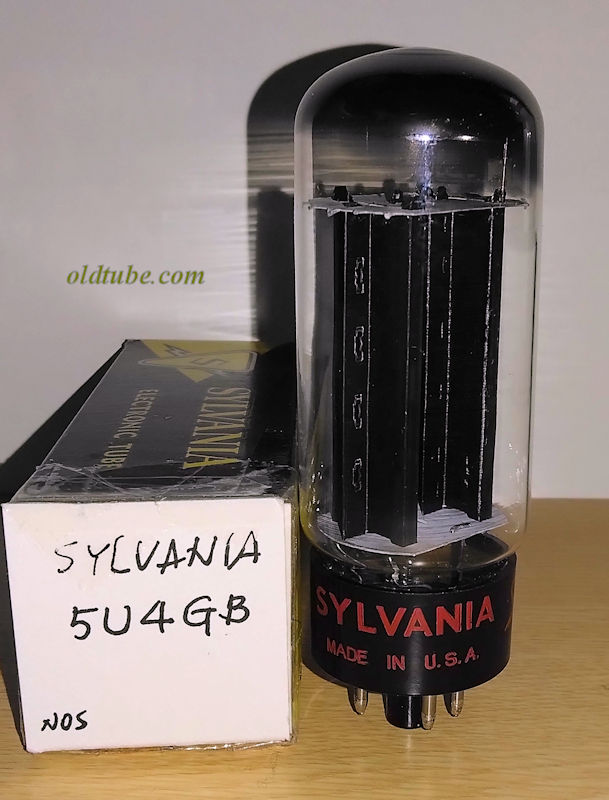 oldtube.com
SYLVANIA
ELECTRONIC TUBE
SYLVANIA
5U4GB
NOS
SYLVANIA
MADE IN U.S.A.